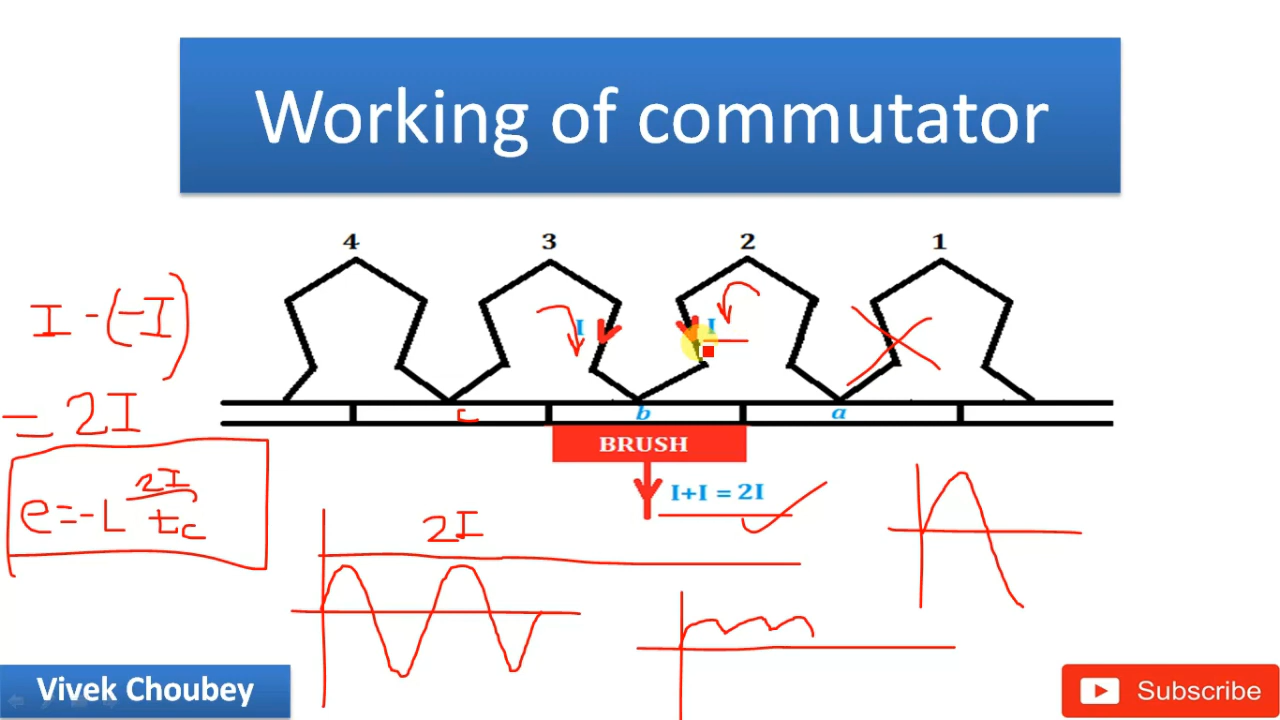 Working of commutator
4 3 2 1
I - (-I)
I I
= 2I
c b a
BRUSH
I+I = 2I
e = -L 2I/tc
2I
Vivek Choubey
Subscribe